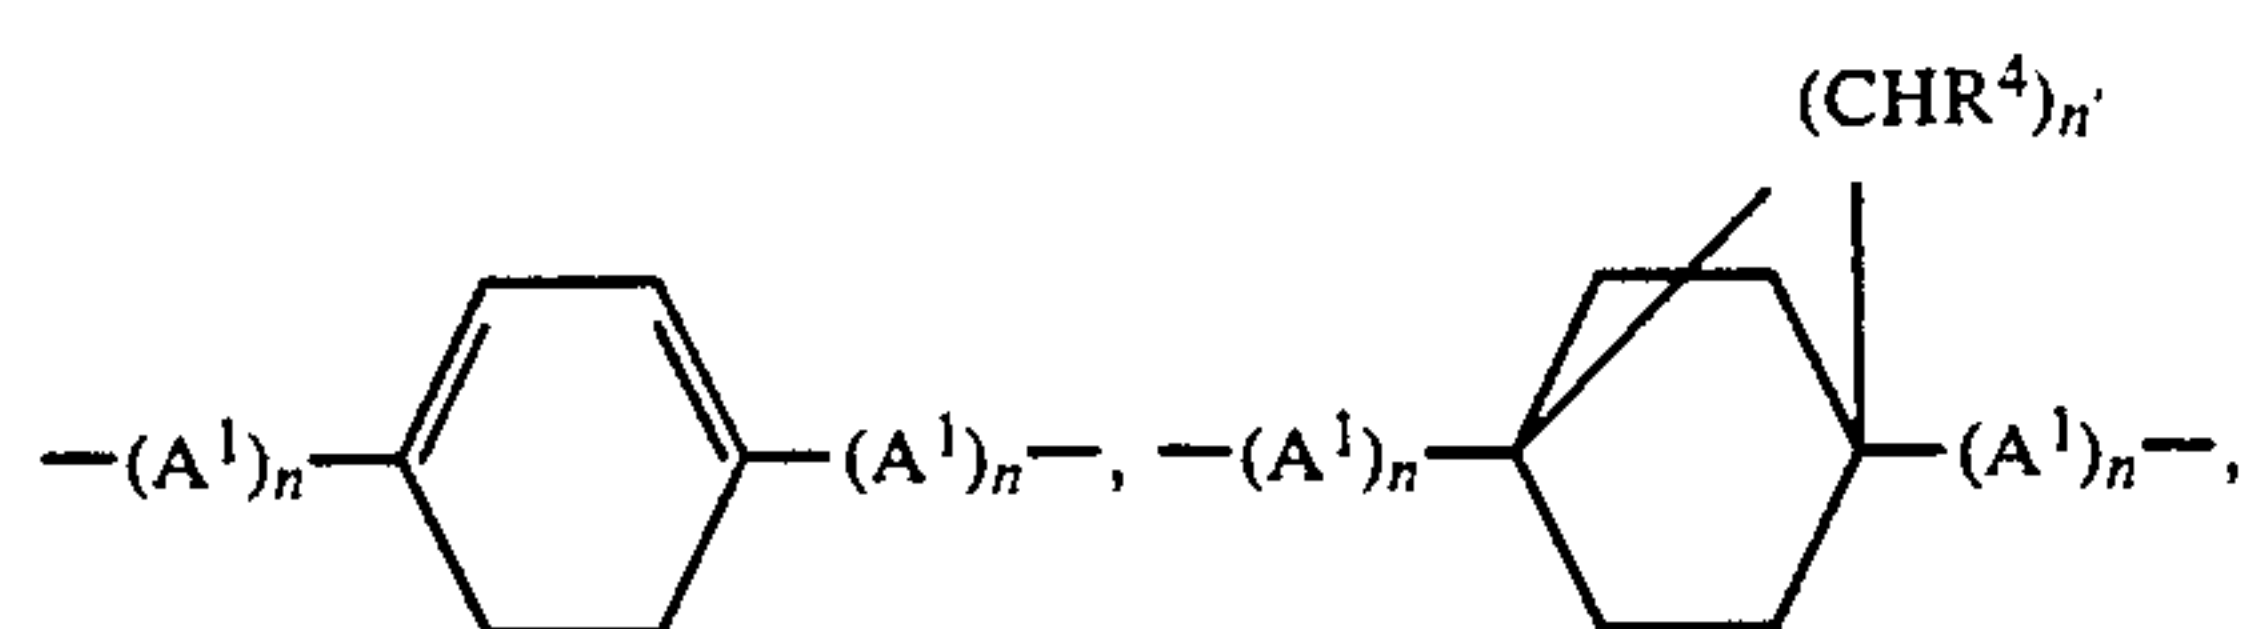 (CHR⁴)ₙ'
—(A¹)ₙ— —(A¹)ₙ—, —(A¹)ₙ— —(A¹)ₙ—,